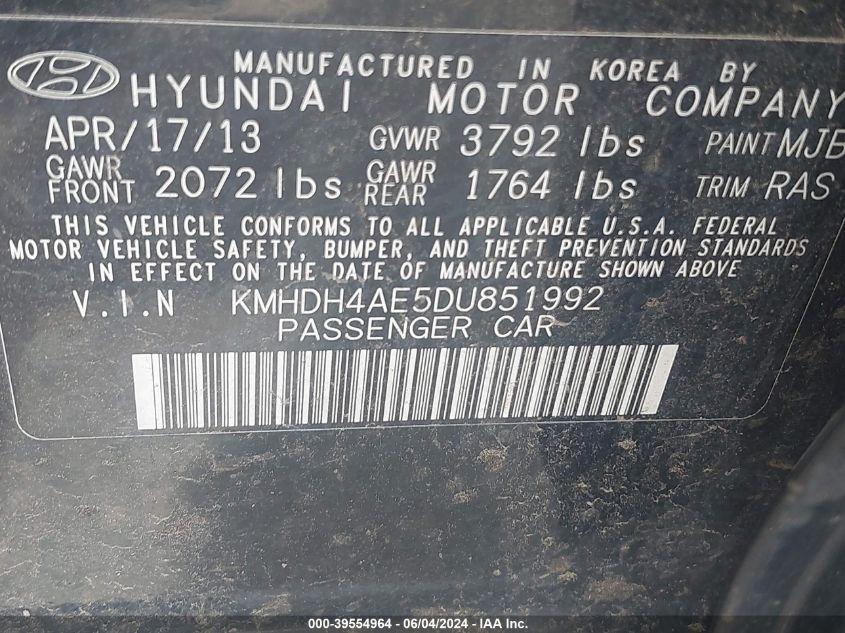 MANUFACTURED IN KOREA BY
HYUNDAI MOTOR COMPANY
APR/17/13 GVWR 3792 lbs PAINT MJB
GAWR FRONT 2072 lbs GAWR REAR 1764 lbs TRIM RAS
THIS VEHICLE CONFORMS TO ALL APPLICABLE U.S.A. FEDERAL
MOTOR VEHICLE SAFETY, BUMPER, AND THEFT PREVENTION STANDARDS
IN EFFECT ON THE DATE OF MANUFACTURE SHOWN ABOVE
V.I.N KMHDH4AE5DU851992
PASSENGER CAR
000-39554964 - 06/04/2024 - IAA, Inc.